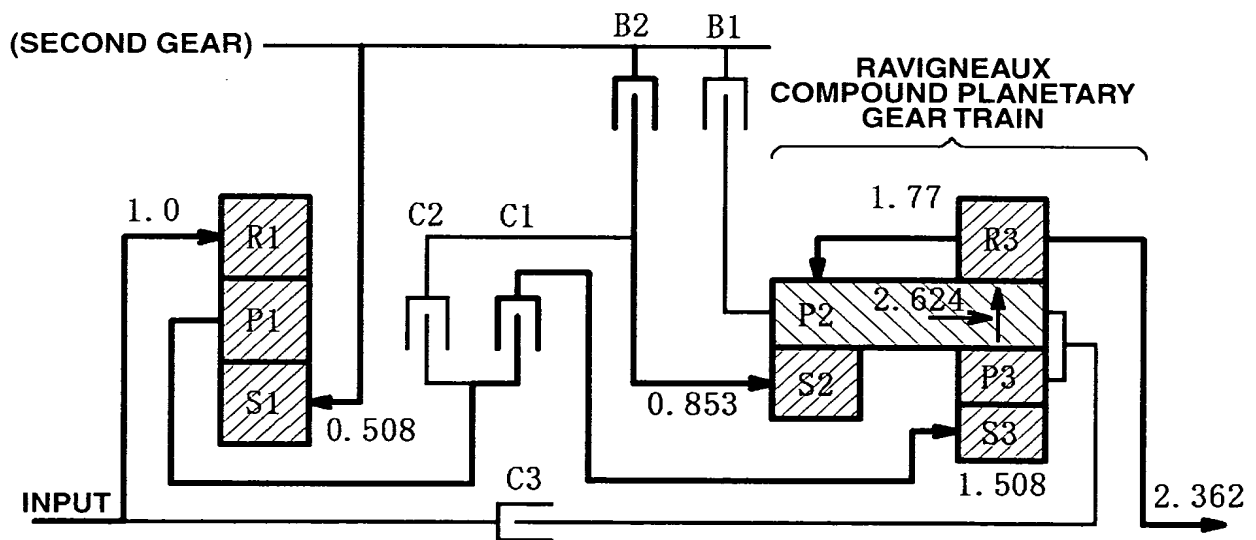 B2 B1
(SECOND GEAR)
RAVIGNEAUX
COMPOUND PLANETARY
GEAR TRAIN
1.0
1.77
C2 C1
R1
R3
P1
P2
2.624
S1
S2
P3
0.508
0.853
S3
INPUT
C3
1.508
2.362